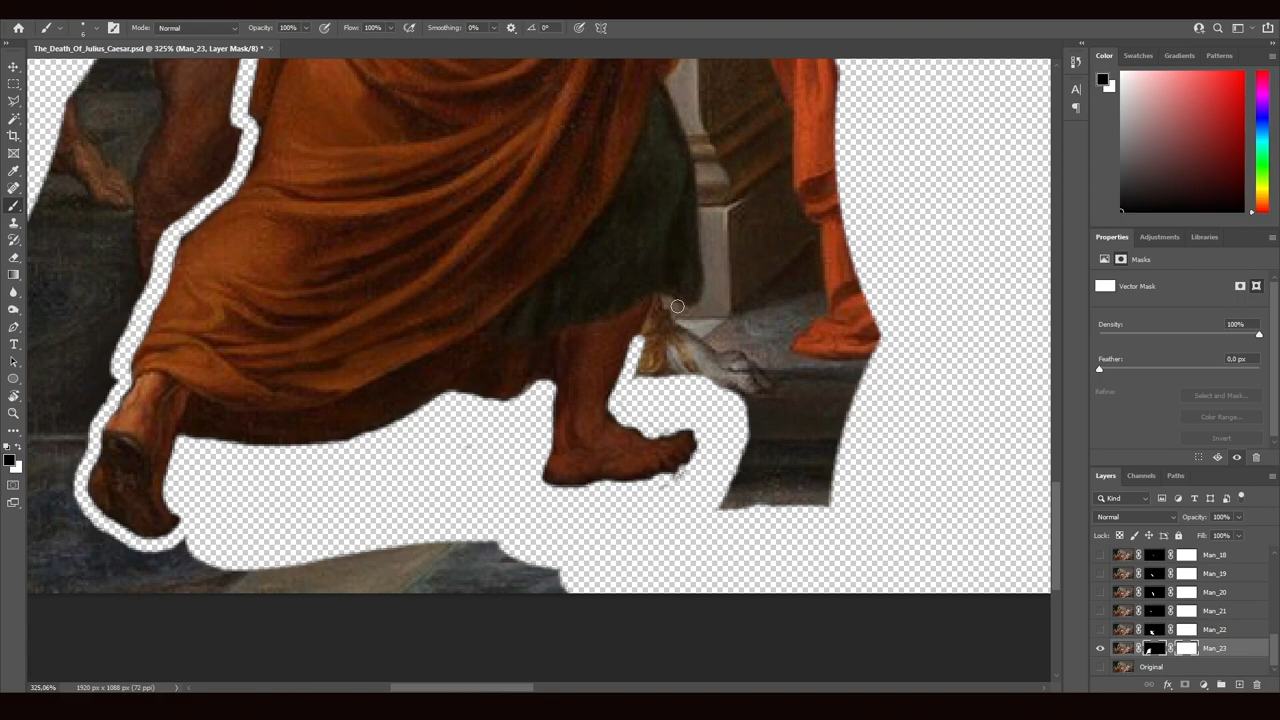 6 Mode: Normal Opacity: 100% Flow: 100% Smoothing: 0% 0°
The_Death_Of_Julius_Caesar.psd @ 325% (Man_23, Layer Mask/8) * ×
Color Swatches Gradients Patterns
Properties Adjustments Libraries
Masks
Vector Mask
Density: 100%
Feather: 0,0 px
Refine:
Select and Mask...
Color Range...
Invert
Layers Channels Paths
Kind
Normal Opacity: 100%
Lock: Fill: 100%
Man_18
Man_19
Man_20
Man_21
Man_22
Man_23
Original
325,06% 1920 px x 1088 px (72 ppi)